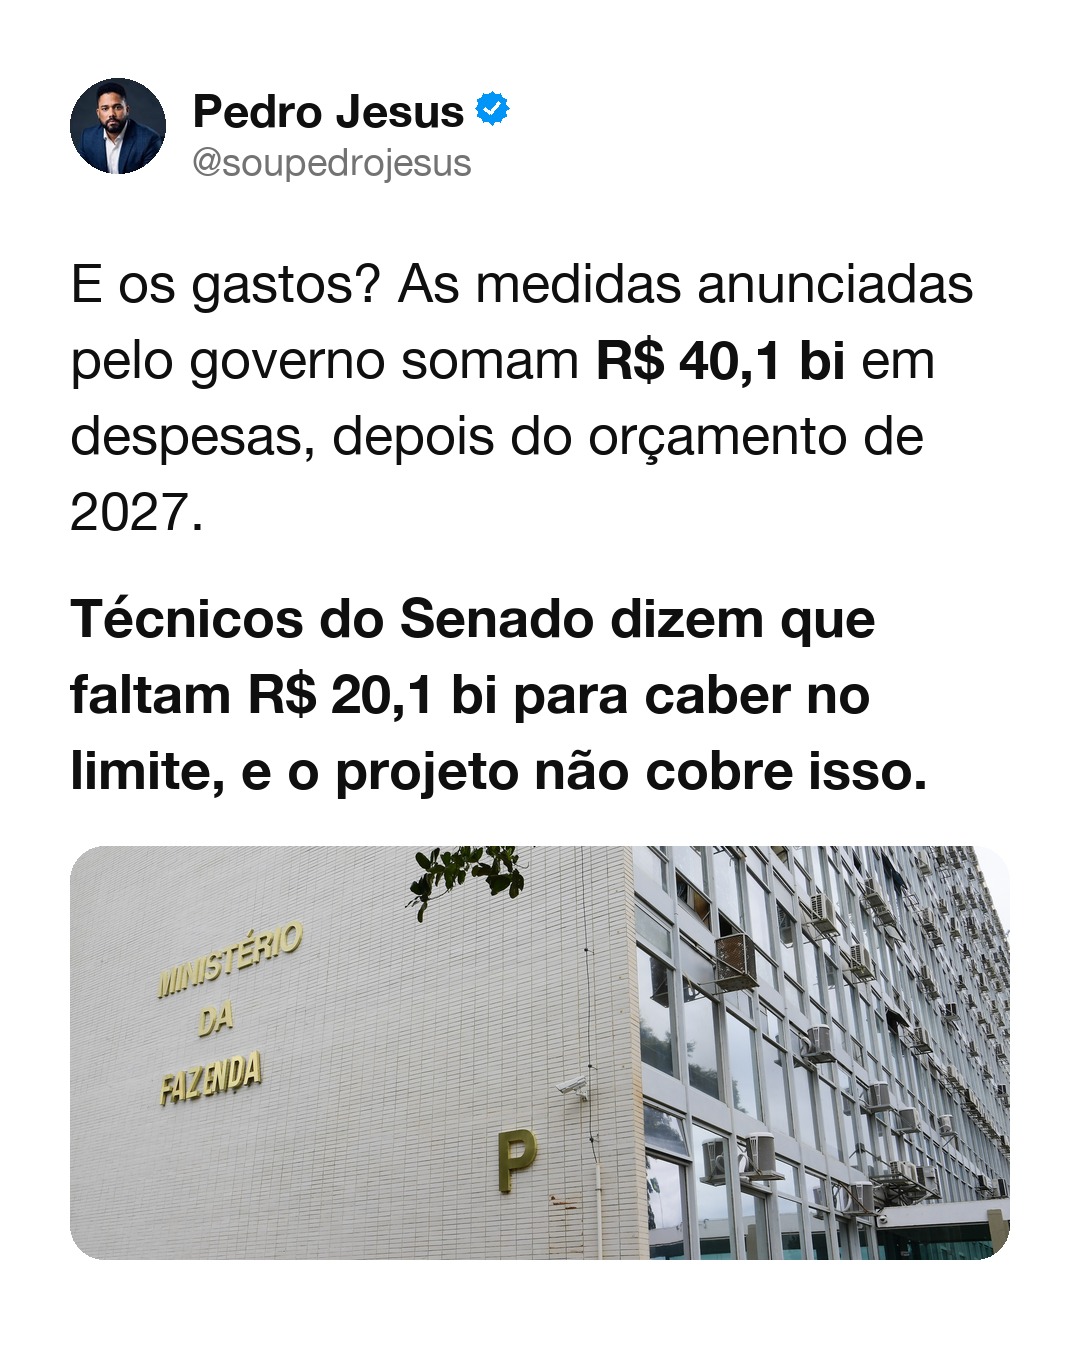 Pedro Jesus
@soupedrojesus
E os gastos? As medidas anunciadas
pelo governo somam R$ 40,1 bi em
despesas, depois do orçamento de
2027.
Técnicos do Senado dizem que
faltam R$ 20,1 bi para caber no
limite, e o projeto não cobre isso.
MINISTÉRIO
DA
FAZENDA
P